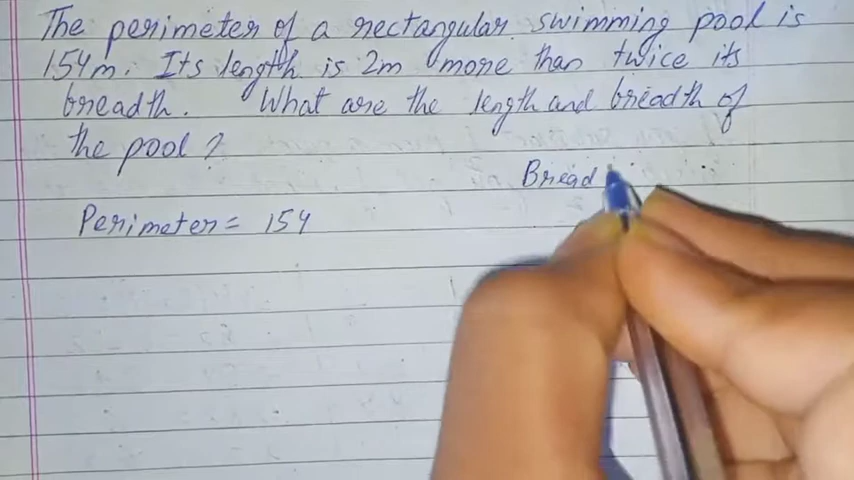 The perimeter of a rectangular swimming pool is
154m. Its length is 2m more than twice its
breadth. What are the length and breadth of
the pool?
Bread
Perimeter = 154